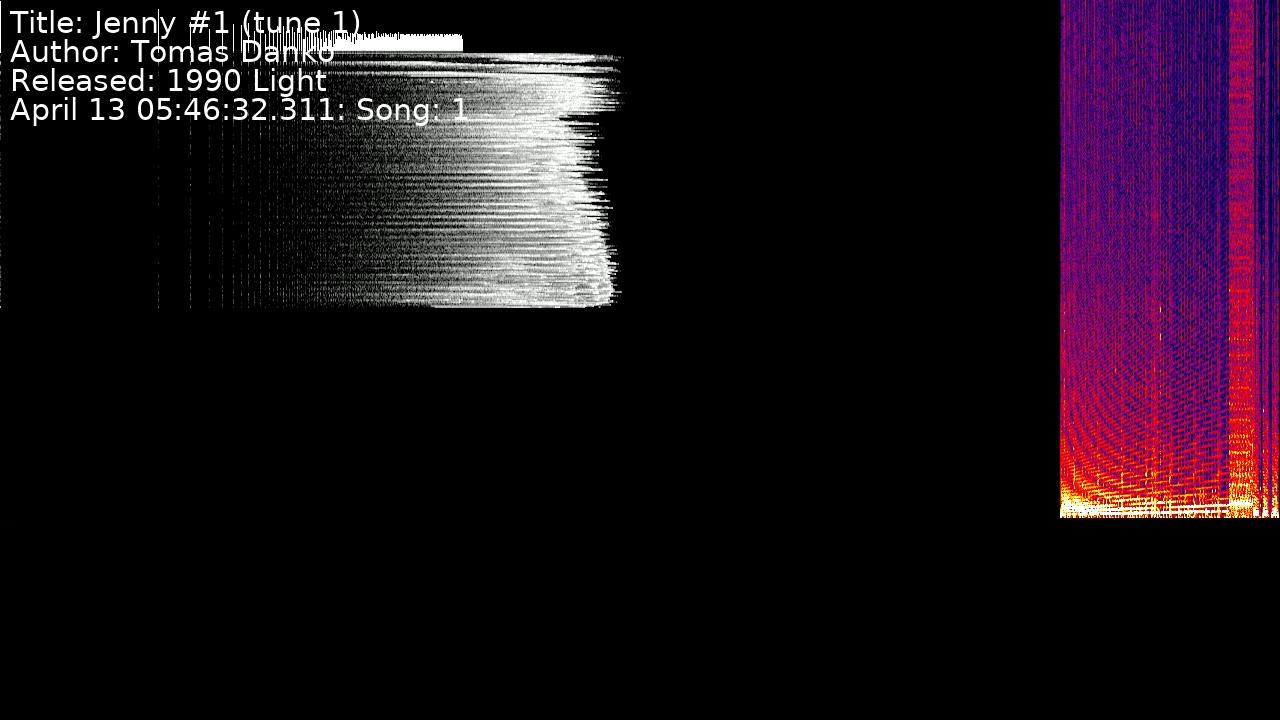 Title: Jenny #1 (tune 1)
Author: Tomas Danko
Released: 1990 Light
April 13 05:46:32.311; Song: 1